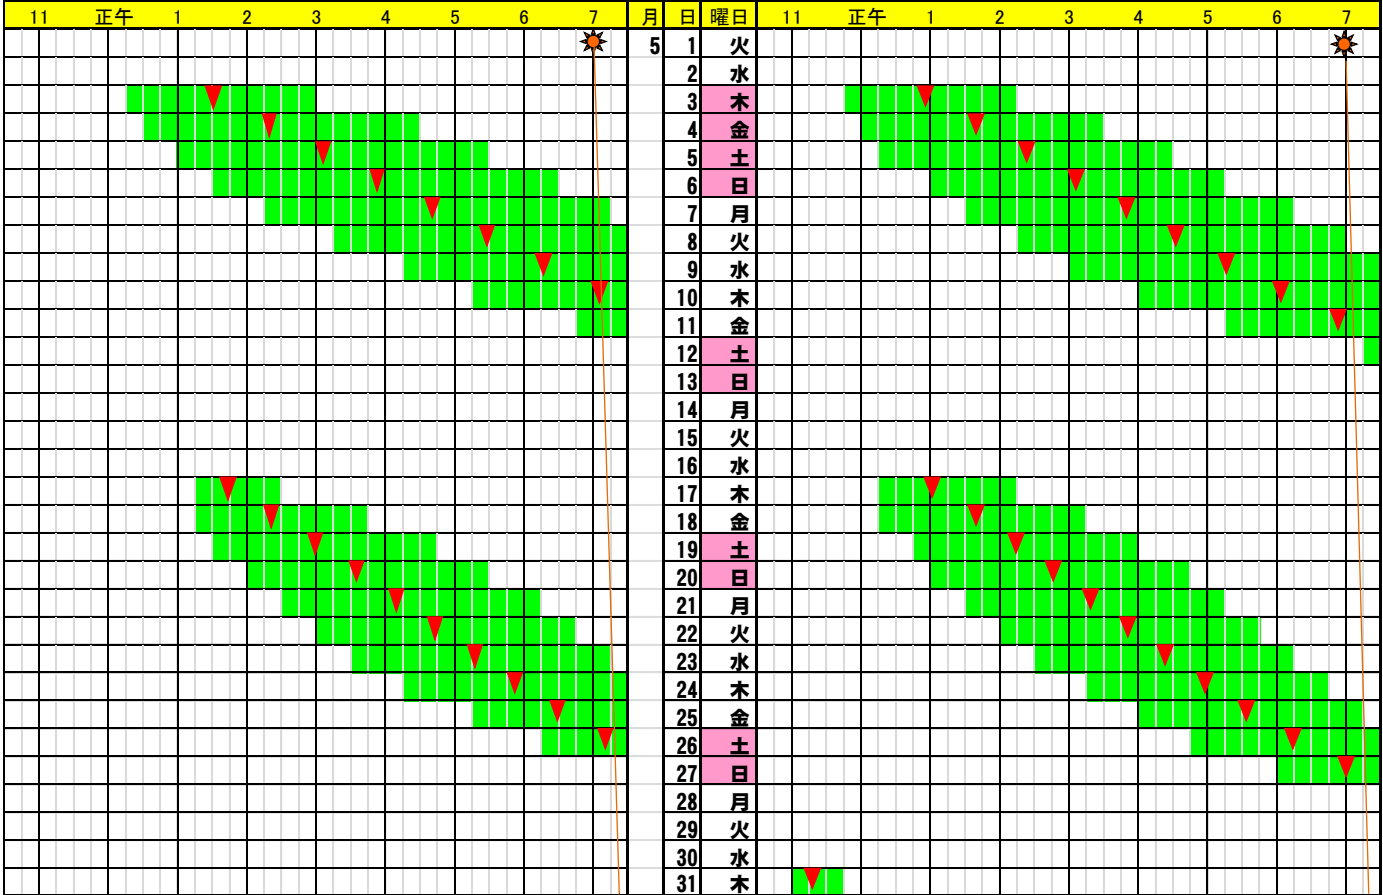 11 正午 1 2 3 4 5 6 7 月 日 曜日 11 正午 1 2 3 4 5 6 7
5 1 火
2 水
3 木
4 金
5 土
6 日
7 月
8 火
9 水
10 木
11 金
12 土
13 日
14 月
15 火
16 水
17 木
18 金
19 土
20 日
21 月
22 火
23 水
24 木
25 金
26 土
27 日
28 月
29 火
30 水
31 木